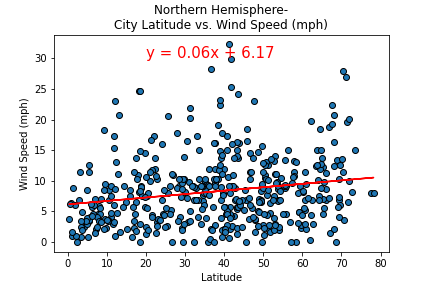 Northern Hemisphere-
City Latitude vs. Wind Speed (mph)
y = 0.06x + 6.17
Wind Speed (mph)
30
25
20
15
10
5
0
0 10 20 30 40 50 60 70 80
Latitude